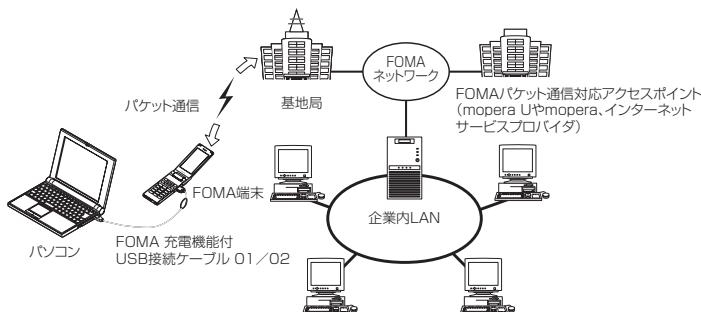 FOMA
ネットワーク
パケット通信
基地局
FOMAパケット通信対応アクセスポイント
（mopera Uやmopera、インターネット
サービスプロバイダ）
FOMA端末
企業内LAN
パソコン
FOMA 充電機能付
USB接続ケーブル 01／02